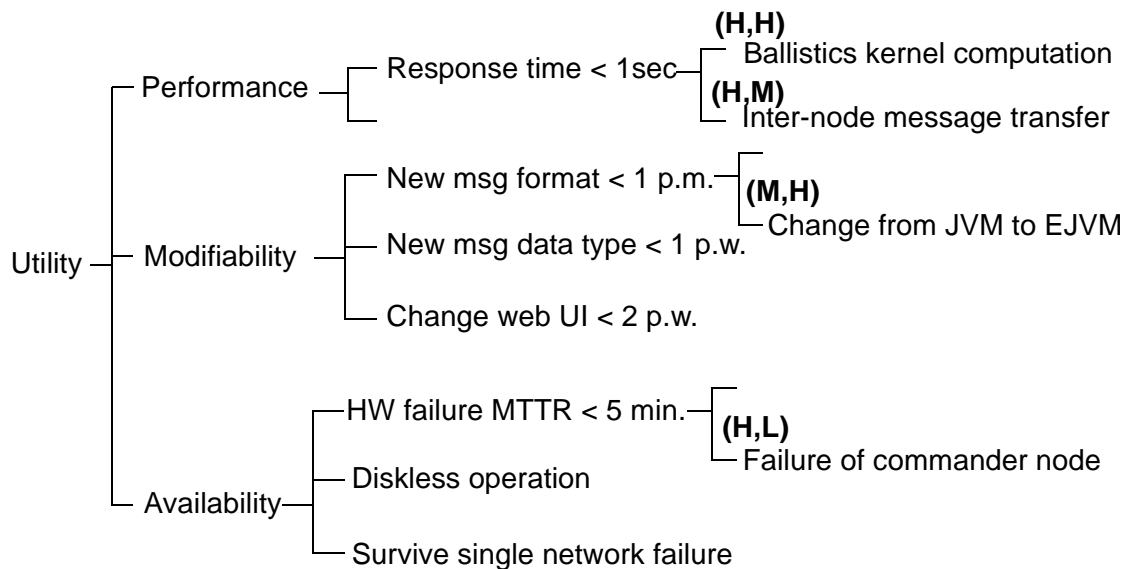 (H,H)
Ballistics kernel computation
Response time < 1sec
Performance
(H,M)
Inter-node message transfer
New msg format < 1 p.m.
(M,H)
Change from JVM to EJVM
New msg data type < 1 p.w.
Utility
Modifiability
Change web UI < 2 p.w.
HW failure MTTR < 5 min.
(H,L)
Failure of commander node
Diskless operation
Availability
Survive single network failure